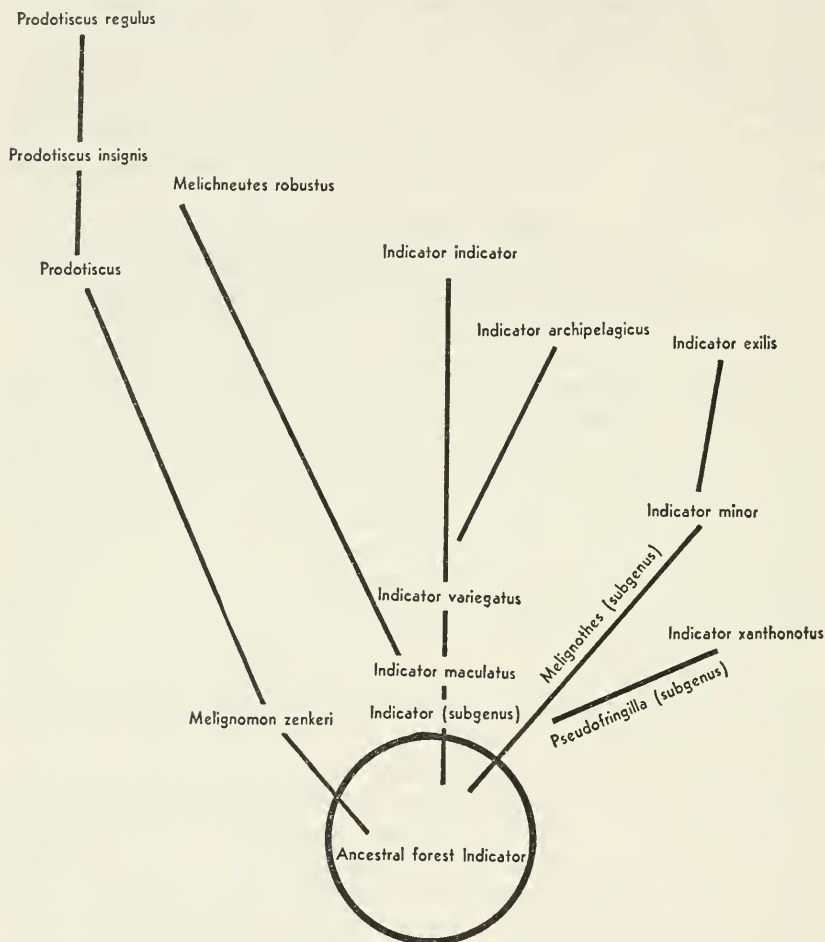 Prodotiscus regulus
Prodotiscus insignis
Melichneutes robustus
Indicator indicator
Prodotiscus
Indicator archipelagicus
Indicator exilis
Indicator minor
Melignothes (subgenus)
Indicator variegatus
Indicator xanthonotus
Pseudofringilla (subgenus)
Indicator maculatus
Indicator (subgenus)
Melignomon zenkeri
Ancestral forest Indicator